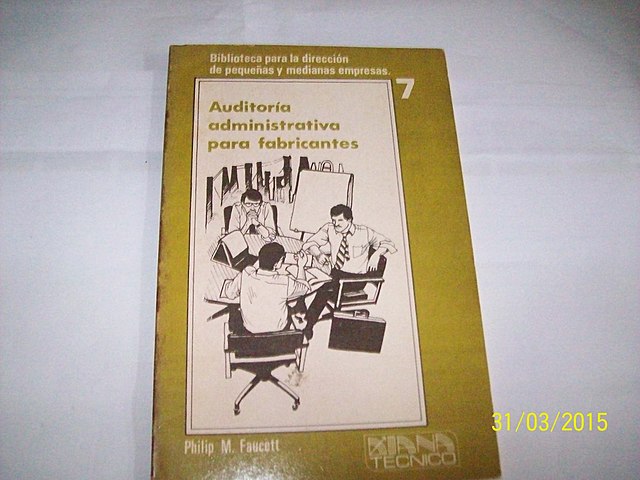 Biblioteca para la dirección
de pequeñas y medianas empresas.
7
Auditoría
administrativa
para fabricantes
Philip M. Faucett
DIANA
TECNICO
31/03/2015